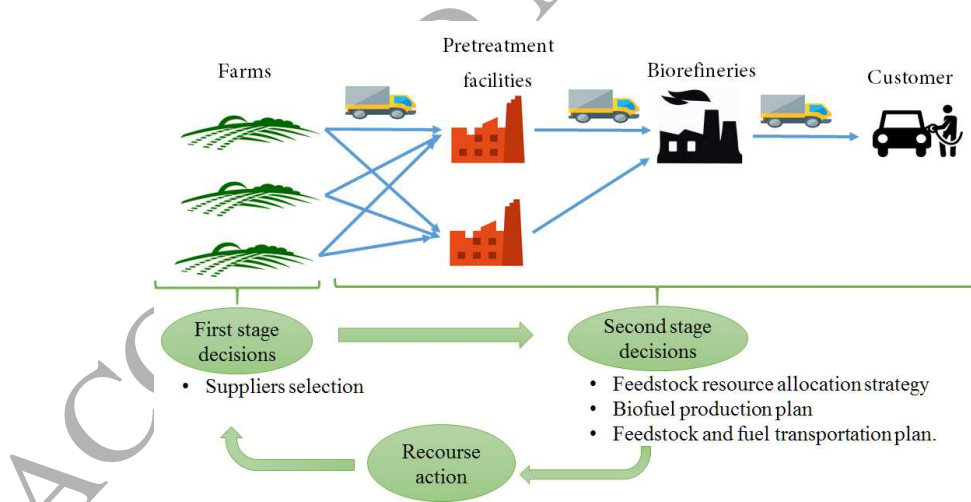 Pretreatment
facilities
Farms
Biorefineries
Customer
First stage
decisions
Second stage
decisions
• Suppliers selection
• Feedstock resource allocation strategy
• Biofuel production plan
• Feedstock and fuel transportation plan.
Recourse
action
ACC